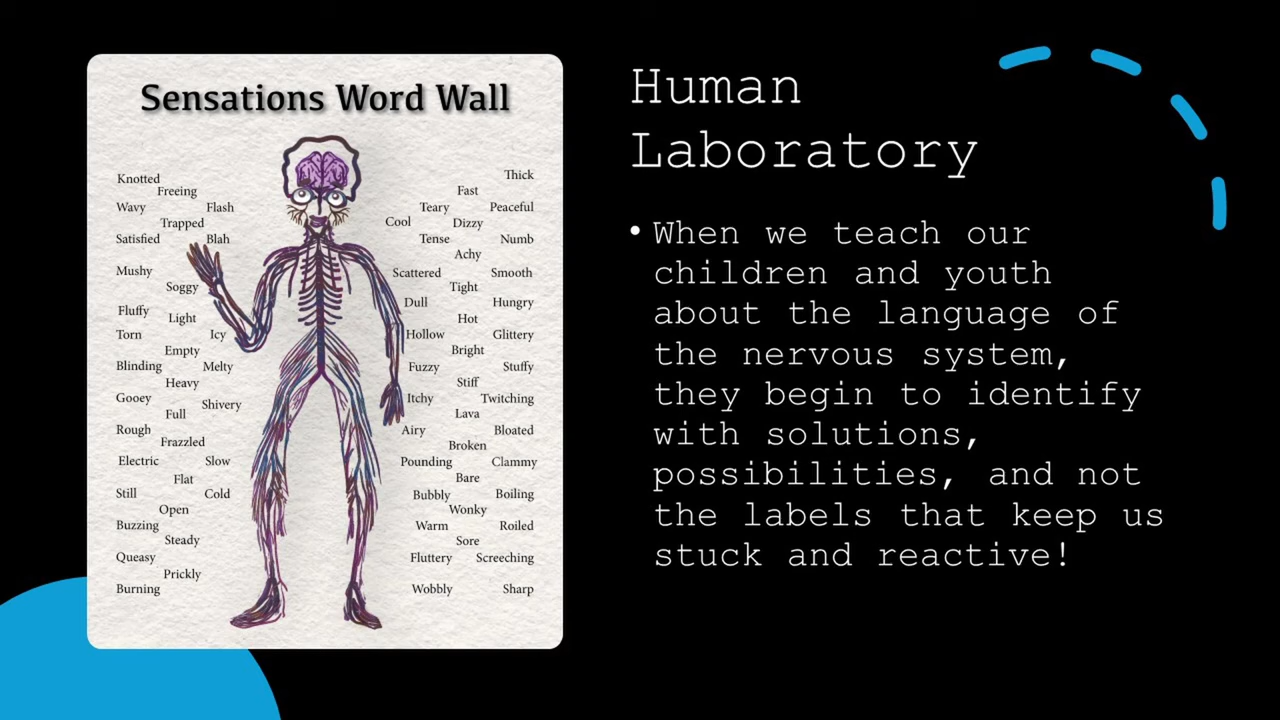 Sensations Word Wall
Knotted
Freeing
Wavy
Flash
Trapped
Satisfied
Blah
Mushy
Soggy
Fluffy
Light
Torn
Icy
Empty
Blinding
Melty
Heavy
Gooey
Shivery
Full
Rough
Frazzled
Electric
Slow
Flat
Still
Cold
Open
Buzzing
Steady
Queasy
Prickly
Burning
Thick
Fast
Teary
Peaceful
Cool
Dizzy
Tense
Numb
Achy
Scattered
Smooth
Tight
Dull
Hungry
Hot
Hollow
Glittery
Bright
Fuzzy
Stuffy
Stiff
Itchy
Twitching
Lava
Airy
Bloated
Broken
Pounding
Clammy
Bare
Bubbly
Boiling
Wonky
Warm
Roiled
Sore
Fluttery
Screeching
Wobbly
Sharp
Human
Laboratory
• When we teach our
children and youth
about the language of
the nervous system,
they begin to identify
with solutions,
possibilities, and not
the labels that keep us
stuck and reactive!